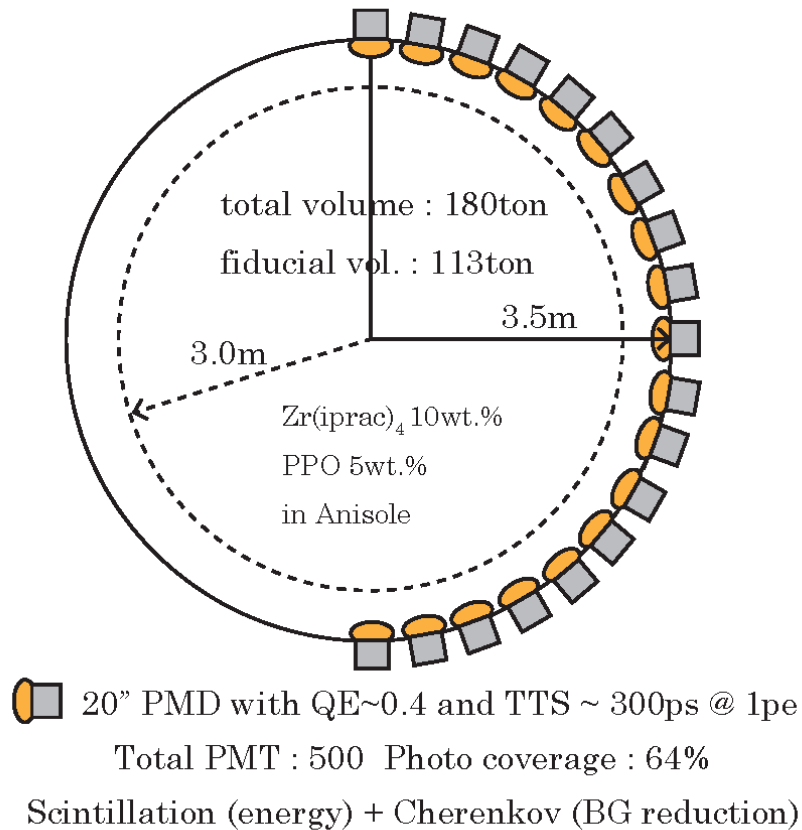 total volume : 180ton
fiducial vol. : 113ton
3.5m
3.0m
Zr(iprac)₄ 10wt.%
PPO 5wt.%
in Anisole
20” PMD with QE~0.4 and TTS ~ 300ps @ 1pe
Total PMT : 500 Photo coverage : 64%
Scintillation (energy) + Cherenkov (BG reduction)